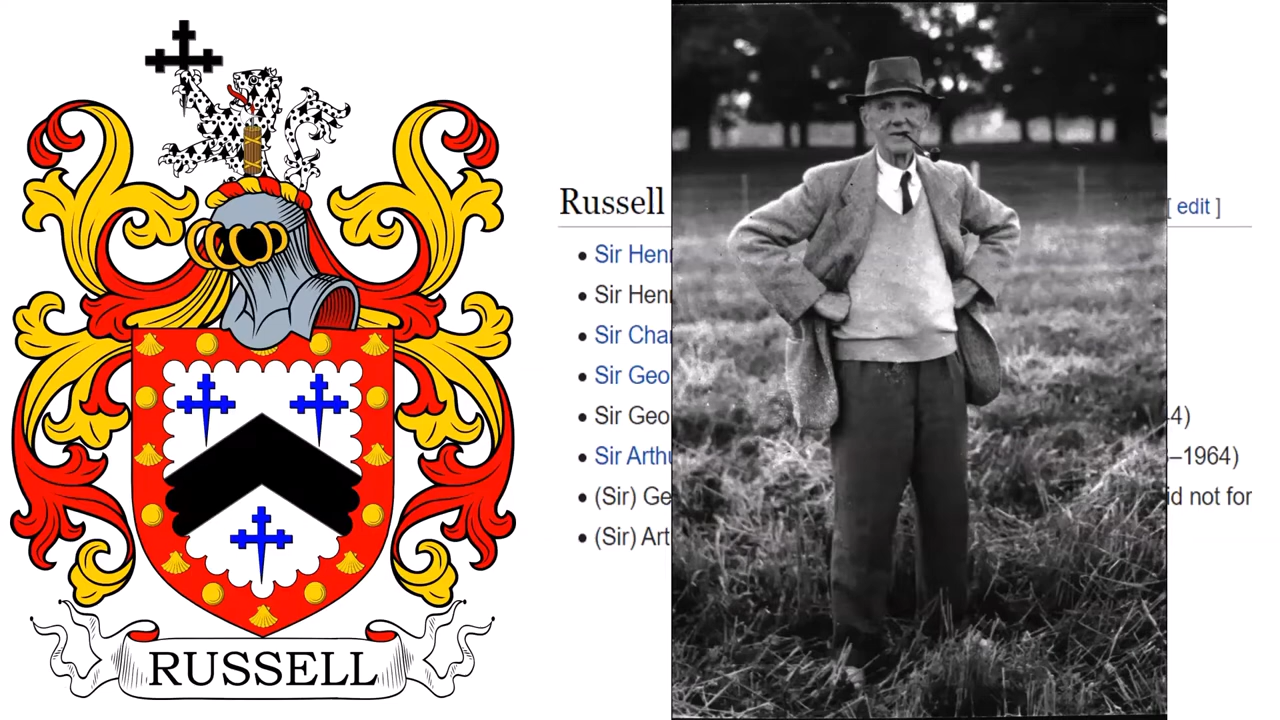 RUSSELL
Russell
[ edit ]
Sir Henr
Sir Henr
Sir Char
Sir Geo
Sir Geo
4)
Sir Arthu
–1964)
(Sir) Ge
id not for
(Sir) Art